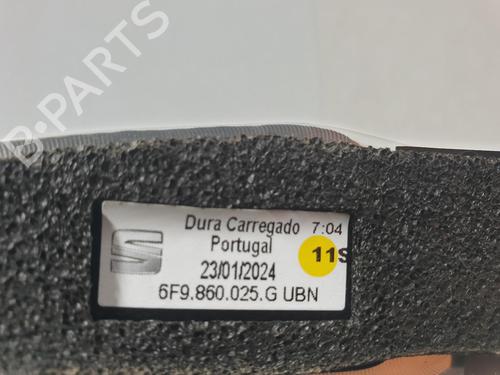 B-PARTS
Dura Carregado 7:04
Portugal
11S
23/01/2024
6F9.860.025.G UBN